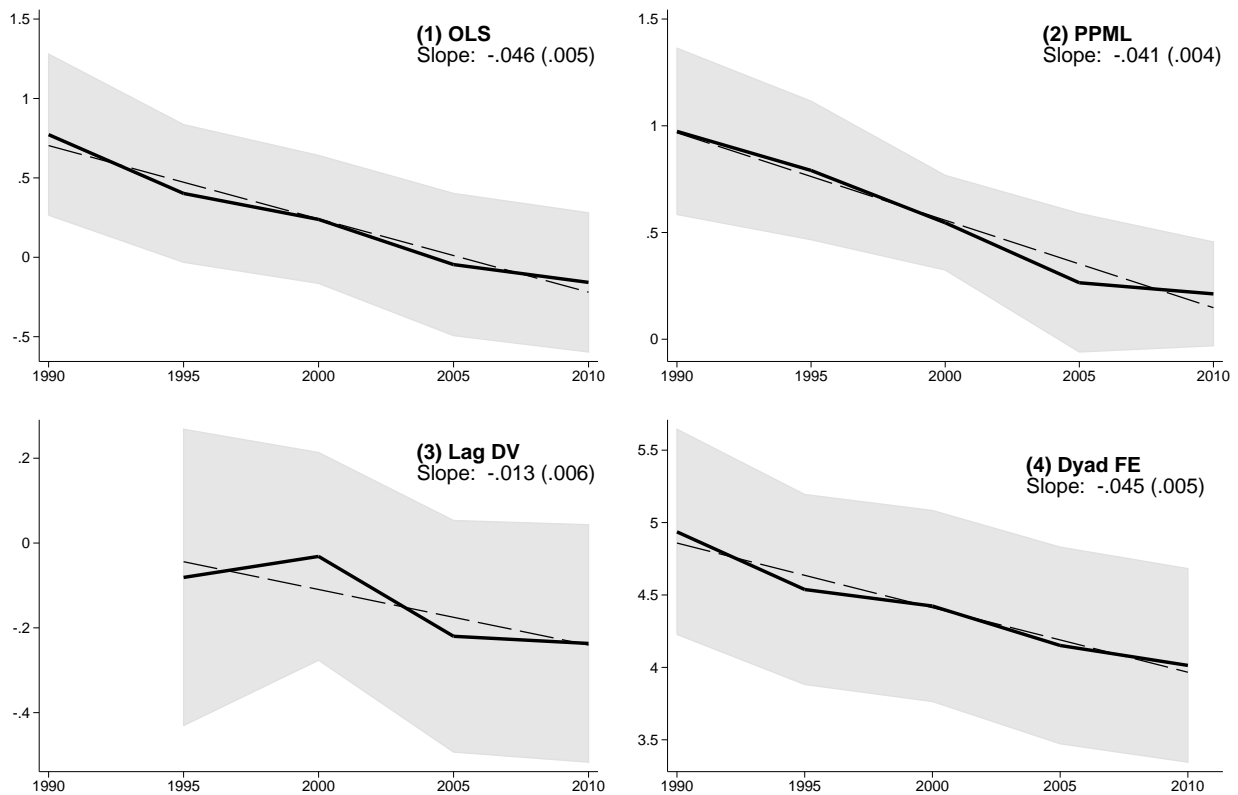 (1) OLS
Slope: -.046 (.005)
1.5
1
.5
0
-.5
1990 1995 2000 2005 2010
(2) PPML
Slope: -.041 (.004)
1.5
1
.5
0
1990 1995 2000 2005 2010
(3) Lag DV
Slope: -.013 (.006)
.2
0
-.2
-.4
1990 1995 2000 2005 2010
(4) Dyad FE
Slope: -.045 (.005)
5.5
5
4.5
4
3.5
1990 1995 2000 2005 2010